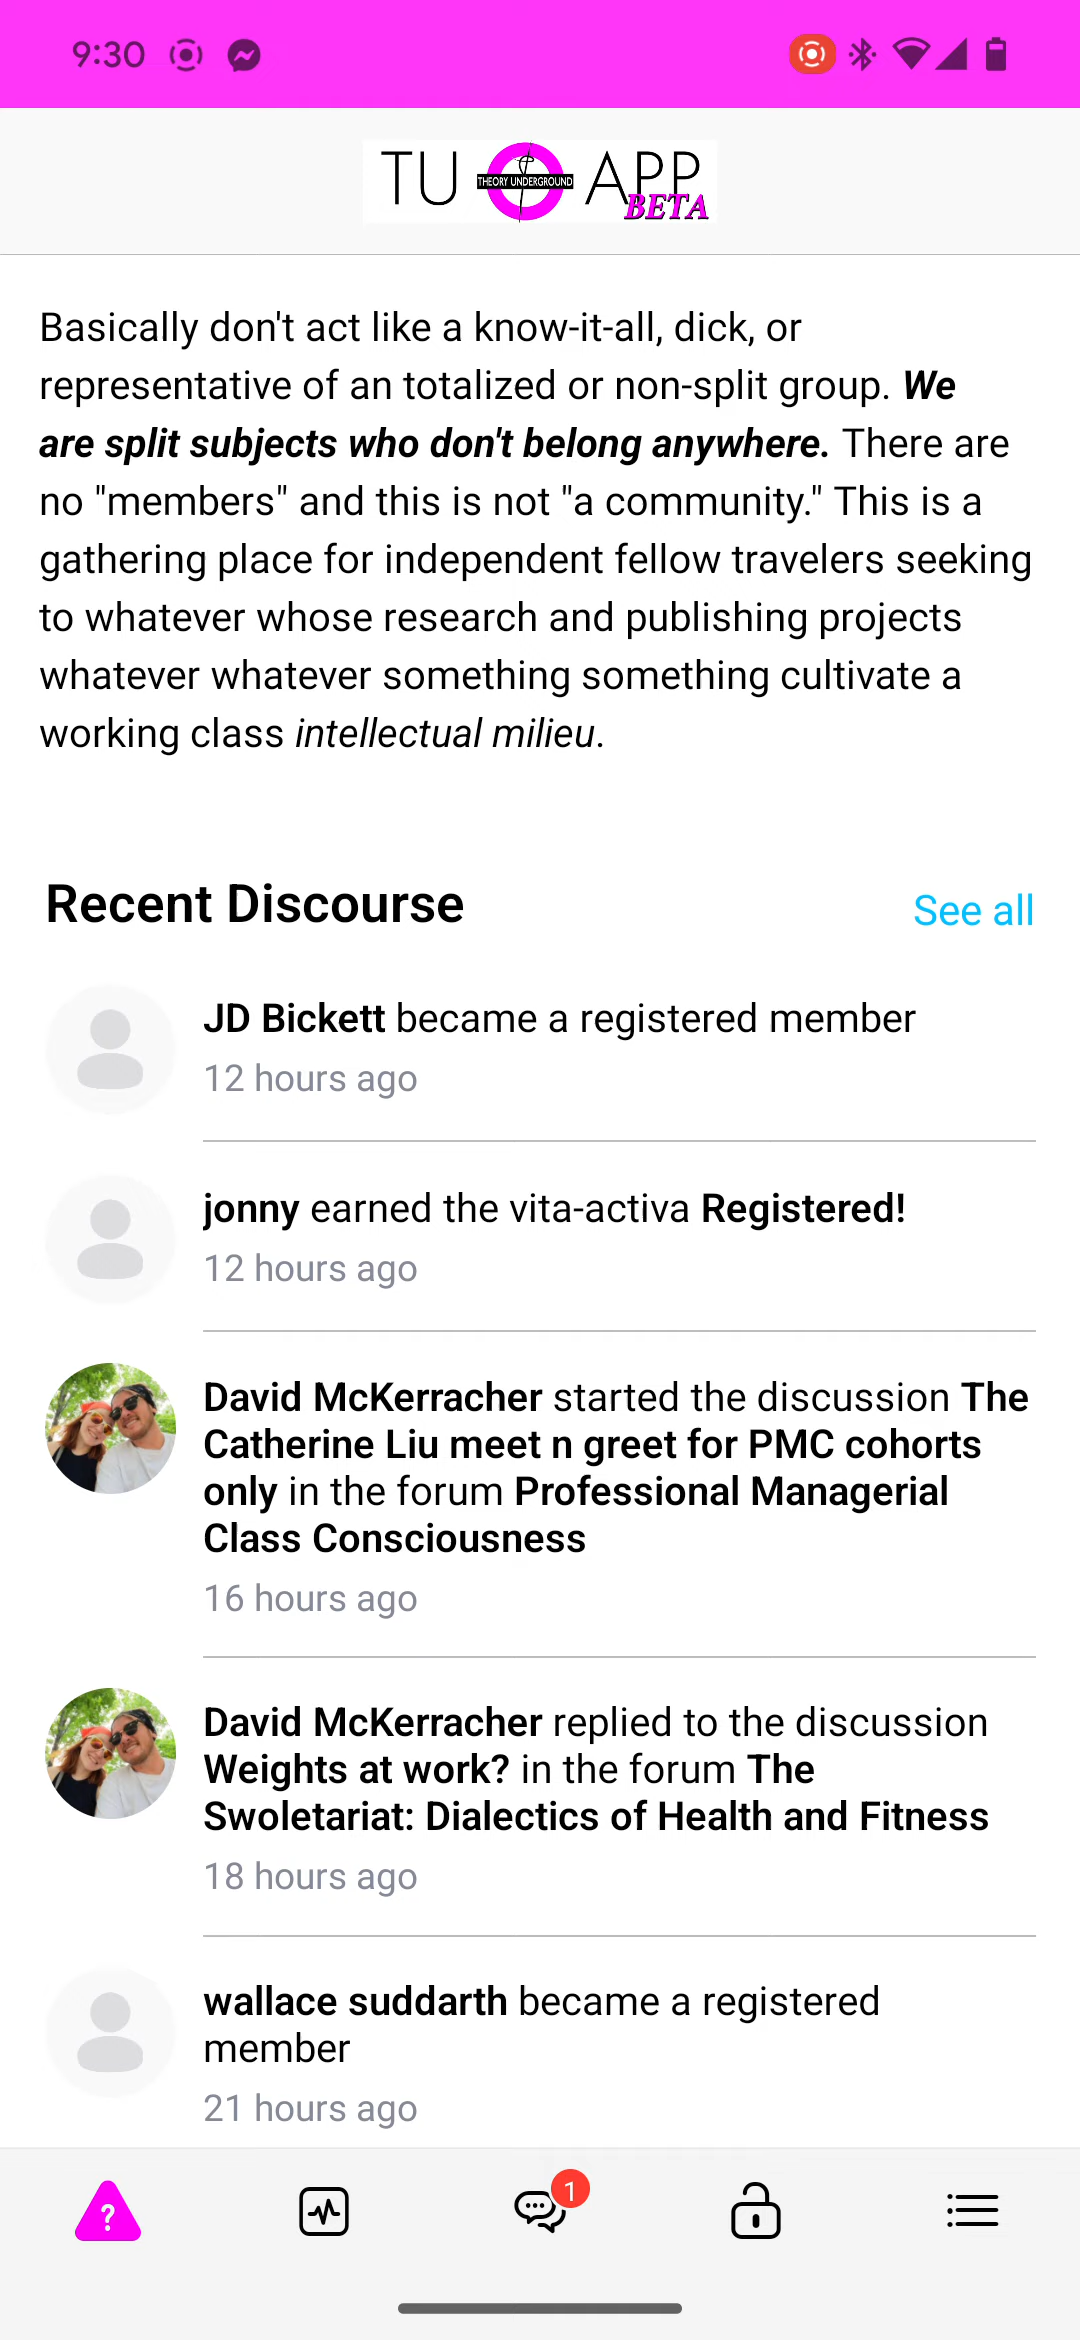 9:30
TU THEORY UNDERGROUND APP
BETA
Basically don't act like a know-it-all, dick, or
representative of an totalized or non-split group. We
are split subjects who don't belong anywhere. There are
no "members" and this is not "a community." This is a
gathering place for independent fellow travelers seeking
to whatever whose research and publishing projects
whatever whatever something something cultivate a
working class intellectual milieu.
Recent Discourse
See all
JD Bickett became a registered member
12 hours ago
jonny earned the vita-activa Registered!
12 hours ago
David McKerracher started the discussion The
Catherine Liu meet n greet for PMC cohorts
only in the forum Professional Managerial
Class Consciousness
16 hours ago
David McKerracher replied to the discussion
Weights at work? in the forum The
Swoletariat: Dialectics of Health and Fitness
18 hours ago
wallace suddarth became a registered
member
21 hours ago
?
1